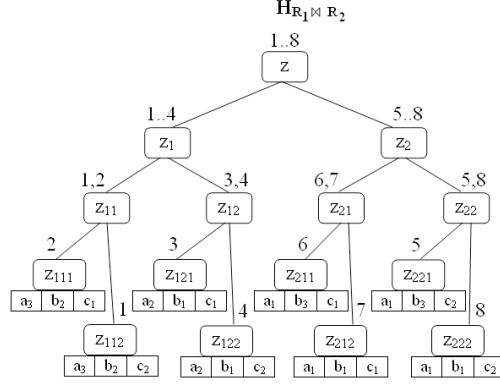 H R₁ ⋈ R₂
1..8
Z
1..4 5..8
Z₁ Z₂
1,2 3,4 6,7 5,8
Z₁₁ Z₁₂ Z₂₁ Z₂₂
2 3 6 5
Z₁₁₁ Z₁₂₁ Z₂₁₁ Z₂₂₁
a₃ b₂ c₁ a₂ b₁ c₁ a₁ b₃ c₁ a₁ b₃ c₂
1 4 7 8
Z₁₁₂ Z₁₂₂ Z₂₁₂ Z₂₂₂
a₃ b₂ c₂ a₂ b₁ c₂ a₁ b₁ c₁ a₁ b₁ c₂